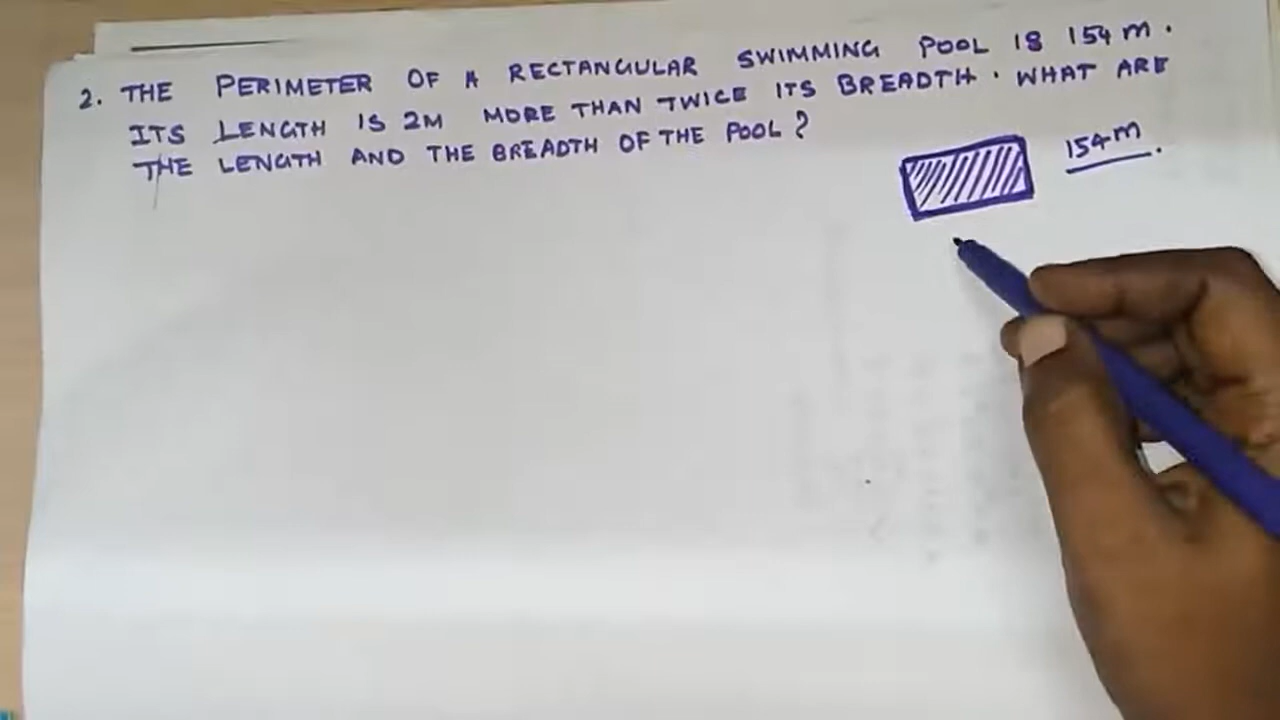 2. THE PERIMETER OF A RECTANGULAR SWIMMING POOL IS 154 M.
ITS LENGTH IS 2M MORE THAN TWICE ITS BREADTH. WHAT ARE
THE LENGTH AND THE BREADTH OF THE POOL?
154m.